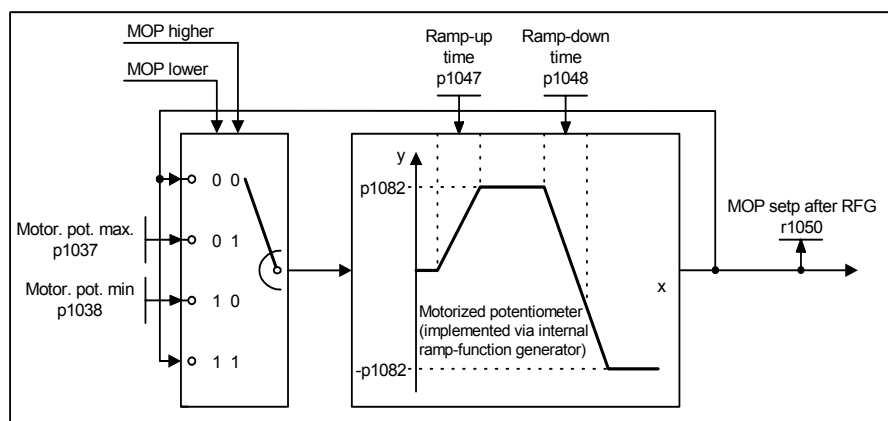 MOP higher
MOP lower
Ramp-up
time
p1047
Ramp-down
time
p1048
y
0 0
p1082
MOP setp after RFG
r1050
Motor. pot. max.
p1037
0 1
x
Motor. pot. min
p1038
1 0
Motorized potentiometer
(implemented via internal
ramp-function generator)
1 1
-p1082